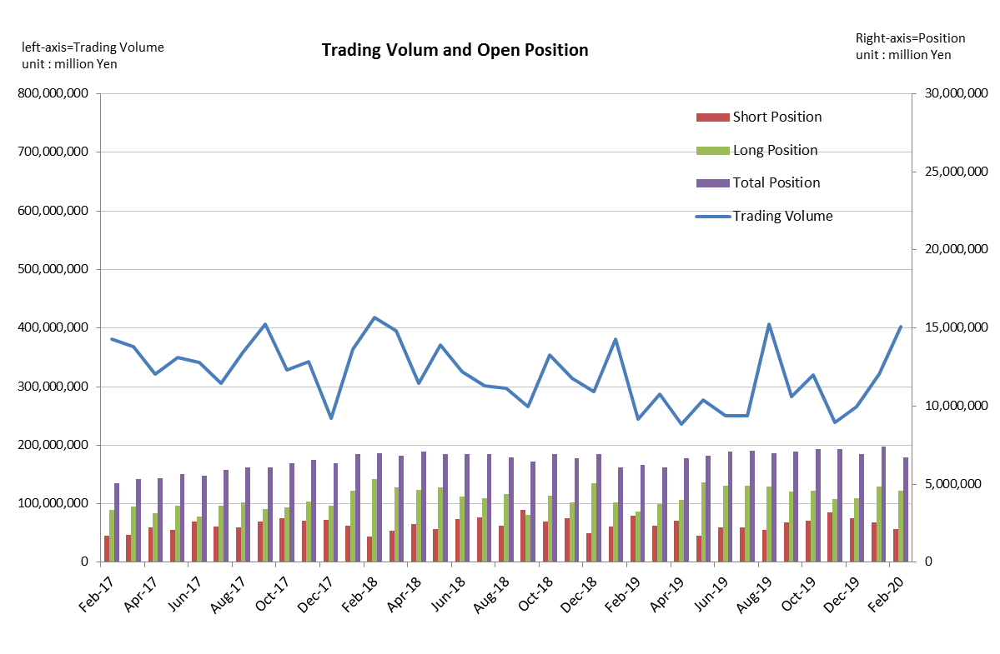 left-axis=Trading Volume
unit : million Yen
Trading Volum and Open Position
Right-axis=Position
unit : million Yen
800,000,000
700,000,000
600,000,000
500,000,000
400,000,000
300,000,000
200,000,000
100,000,000
0
30,000,000
25,000,000
20,000,000
15,000,000
10,000,000
5,000,000
0
Short Position
Long Position
Total Position
Trading Volume
Feb-17
Apr-17
Jun-17
Aug-17
Oct-17
Dec-17
Feb-18
Apr-18
Jun-18
Aug-18
Oct-18
Dec-18
Feb-19
Apr-19
Jun-19
Aug-19
Oct-19
Dec-19
Feb-20